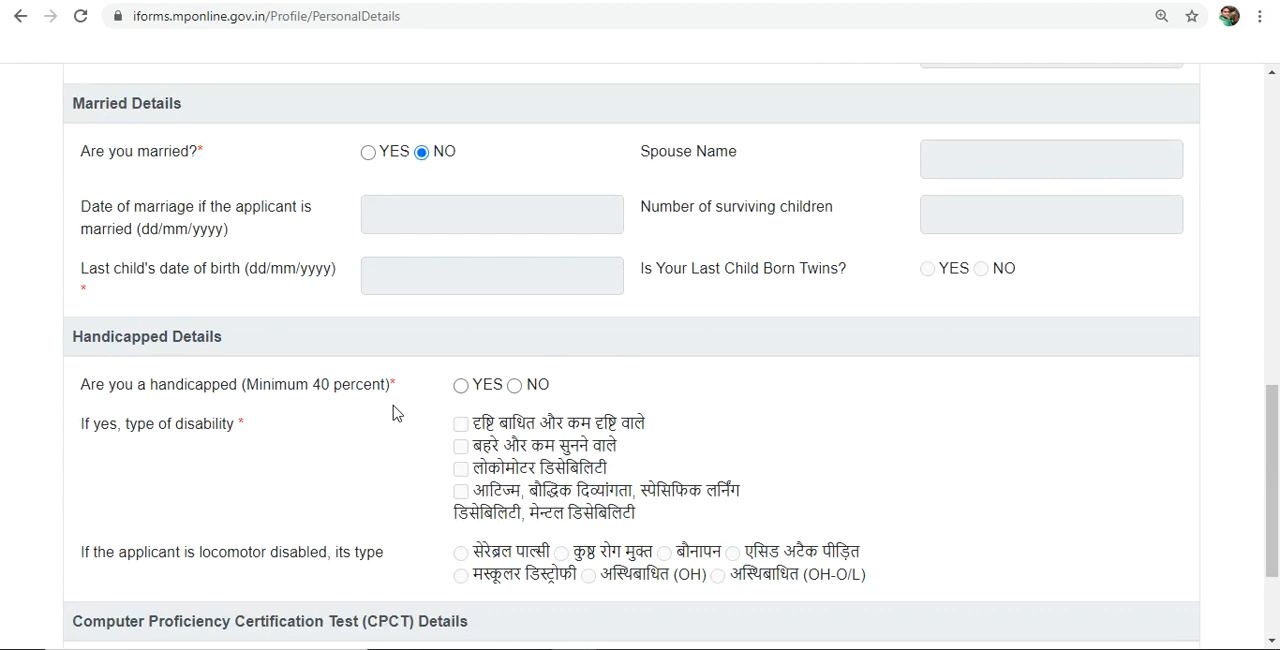 iforms.mponline.gov.in/Profile/PersonalDetails
Married Details
Are you married?* YES NO Spouse Name
Date of marriage if the applicant is Number of surviving children
married (dd/mm/yyyy)
Last child's date of birth (dd/mm/yyyy) Is Your Last Child Born Twins? YES NO
*
Handicapped Details
Are you a handicapped (Minimum 40 percent)* YES NO
If yes, type of disability * दृष्टि बाधित और कम दृष्टि वाले
बहरे और कम सुनने वाले
लोकोमोटर डिसेबिलिटी
आटिज्म, बौद्धिक दिव्यांगता, स्पेसिफिक लर्निंग
डिसेबिलिटी, मेन्टल डिसेबिलिटी
If the applicant is locomotor disabled, its type सेरेब्रल पाल्सी कुष्ठ रोग मुक्त बौनापन एसिड अटैक पीड़ित
मस्कूलर डिस्ट्रोफी अस्थिबाधित (OH) अस्थिबाधित (OH-O/L)
Computer Proficiency Certification Test (CPCT) Details